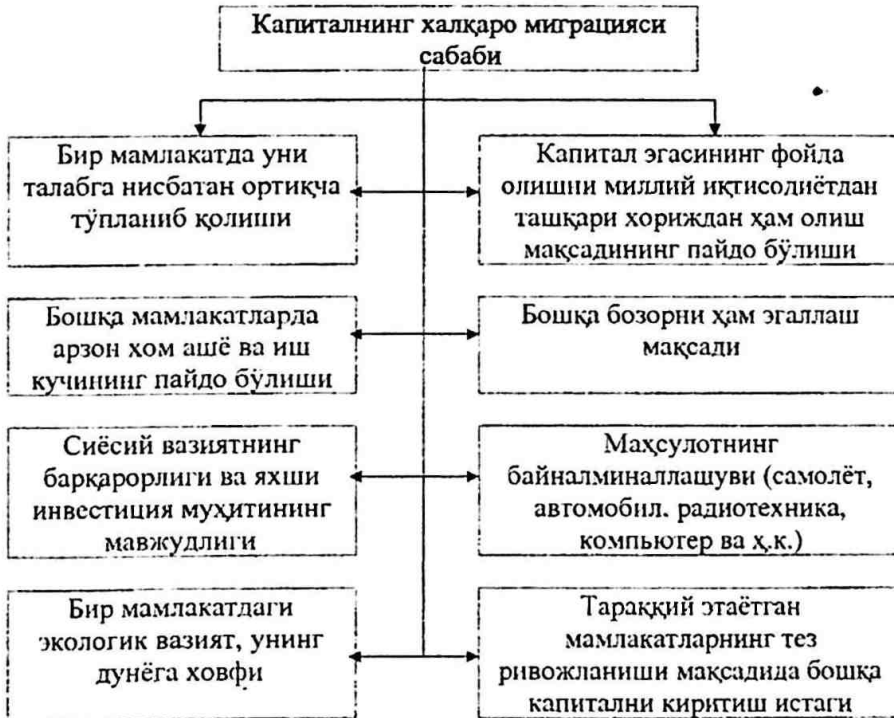 Капиталнинг халқаро миграцияси
сабаби
Бир мамлакатда уни
талабга нисбатан ортиқча
тўпланиб қолиши
Капитал эгасининг фойда
олишни миллий иқтисодиётдан
ташқари хориждан ҳам олиш
мақсадининг пайдо бўлиши
Бошқа мамлакатларда
арзон хом ашё ва иш
кучининг пайдо бўлиши
Бошқа бозорни ҳам эгаллаш
мақсади
Сиёсий вазиятнинг
барқарорлиги ва яхши
инвестиция муҳитининг
мавжудлиги
Маҳсулотнинг
байналминаллашуви (самолёт,
автомобил, радиотехника,
компьютер ва ҳ.к.)
Бир мамлакатдаги
экологик вазият, унинг
дунёга ховфи
Тараққий этаётган
мамлакатларнинг тез
ривожланиши мақсадида бошқа
капитални киритиш истаги